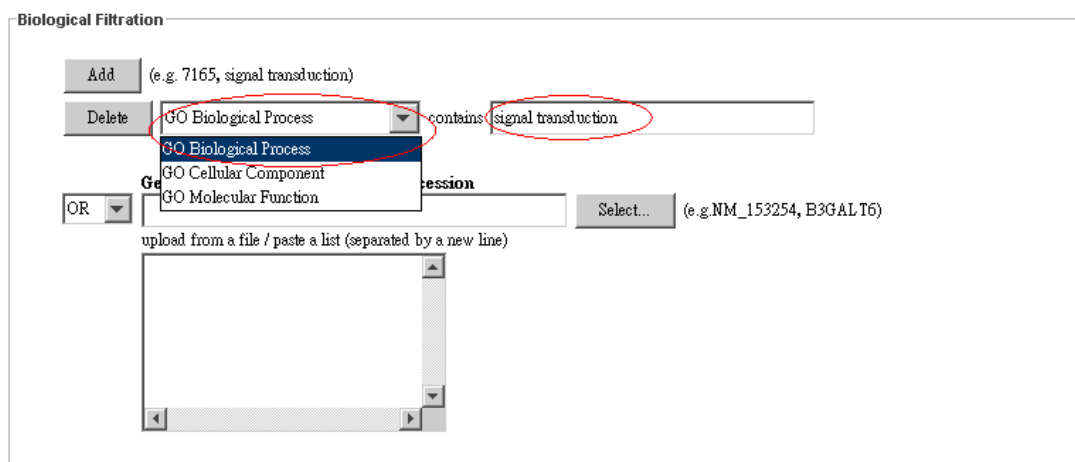 Biological Filtration
Add (e.g. 7165, signal transduction)
Delete GO Biological Process contains signal transduction
GO Biological Process
GO Cellular Component
Ge cession
GO Molecular Function
OR Select... (e.g.NM_153254, B3GALT6)
upload from a file / paste a list (separated by a new line)